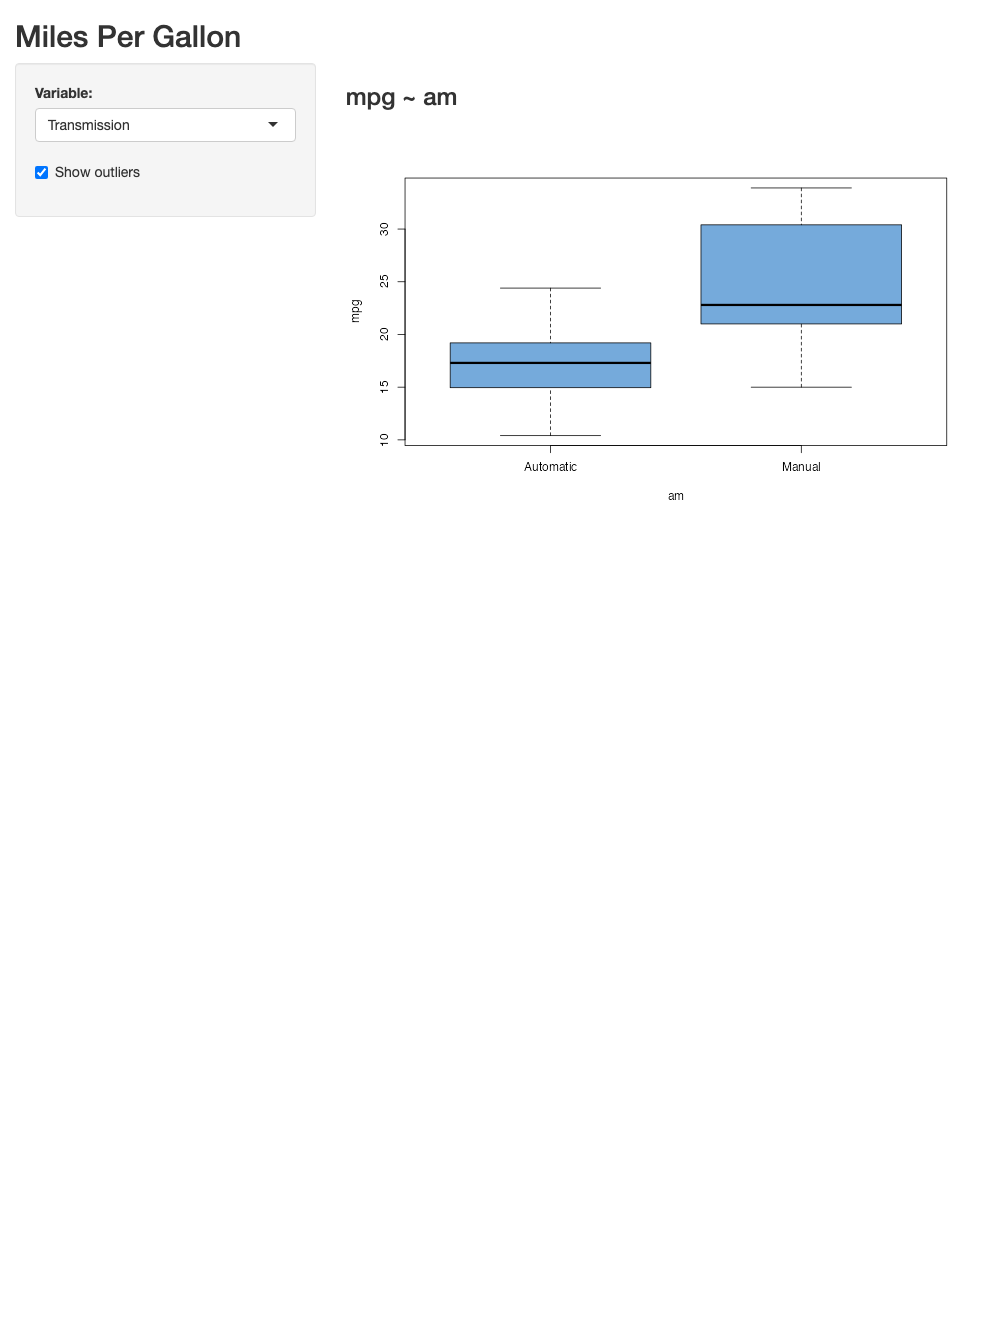 Miles Per Gallon
Variable:
Transmission
Show outliers
mpg ~ am
30
25
20
15
10
mpg
Automatic Manual
am